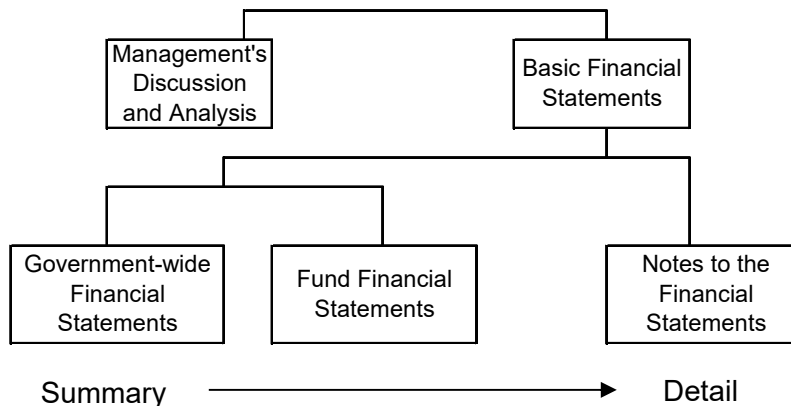 Management's
Discussion
and Analysis
Basic Financial
Statements
Government-wide
Financial
Statements
Fund Financial
Statements
Notes to the
Financial
Statements
Summary
Detail